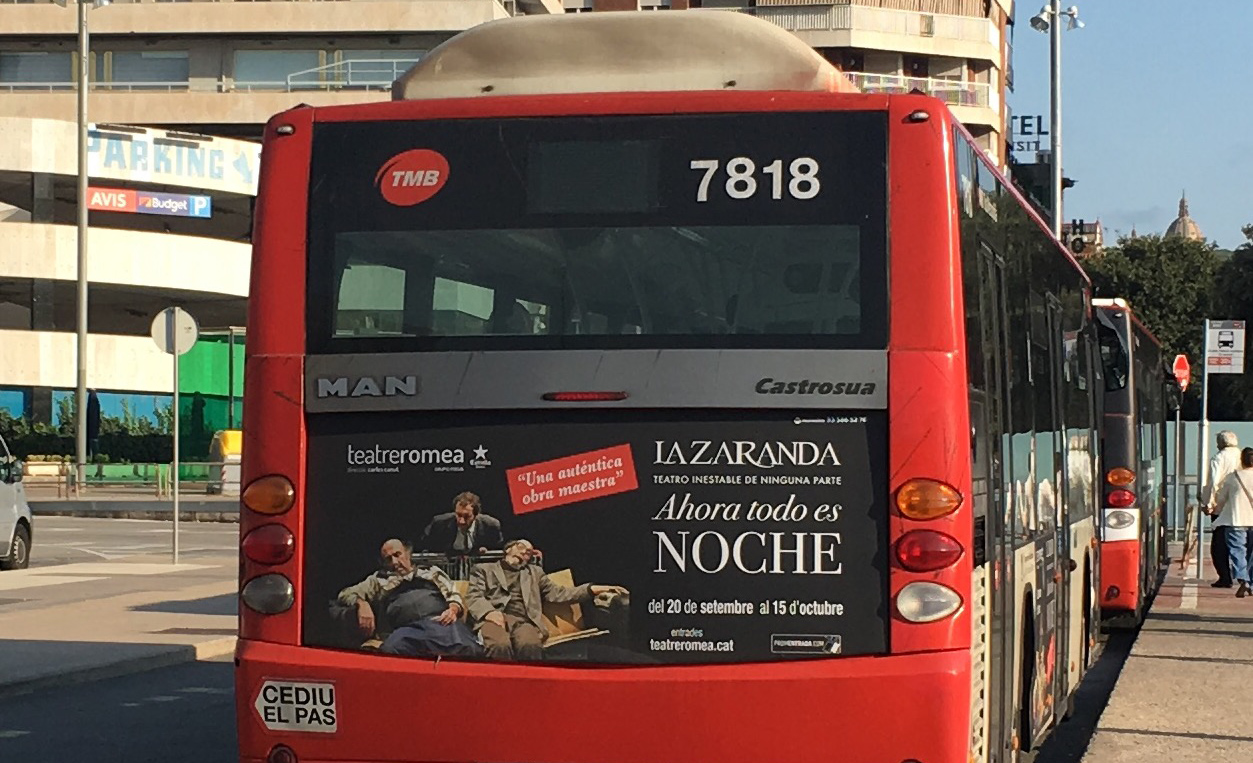 PARKING
AVIS Budget P
TEL
TMB
7818
MAN
Castrosua
teatreromea
LA ZARANDA
TEATRO INESTABLE DE NINGUNA PARTE
"Una auténtica
obra maestra"
Ahora todo es
NOCHE
del 20 de setembre al 15 d'octubre
entrades
teatreromea.cat
CEDIU
EL PAS